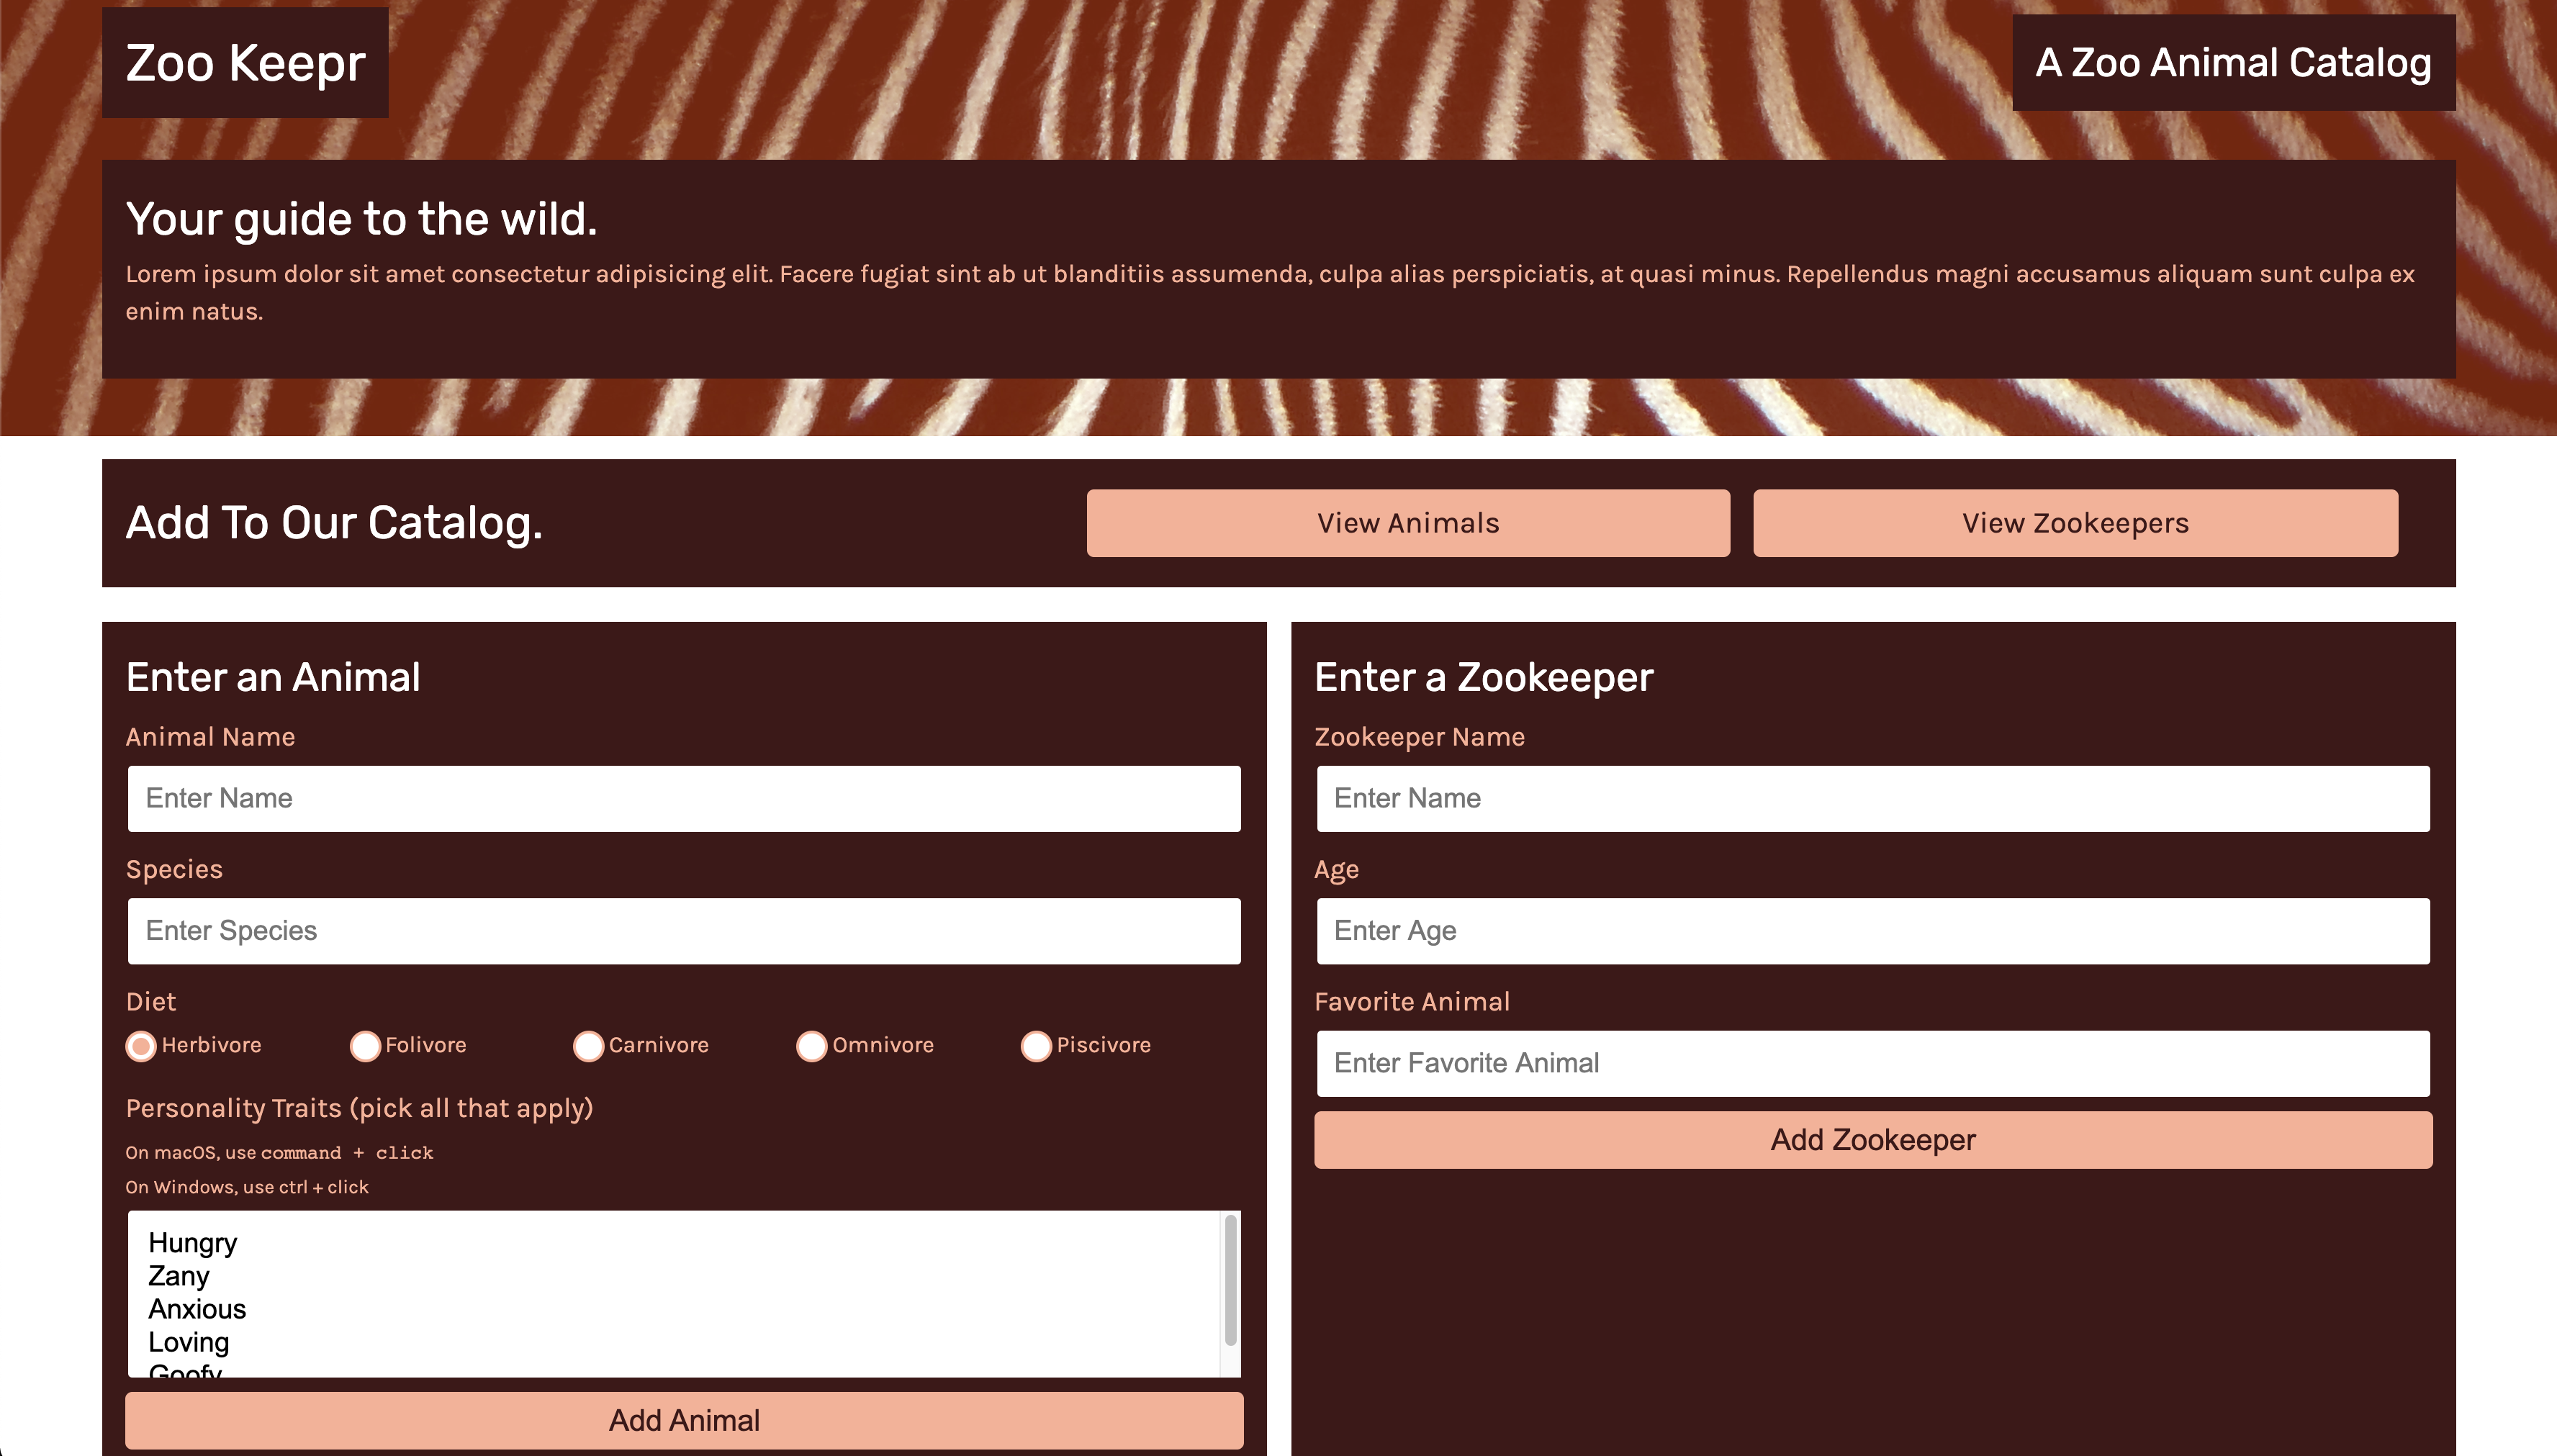 Zoo Keepr
A Zoo Animal Catalog
Your guide to the wild.
Lorem ipsum dolor sit amet consectetur adipisicing elit. Facere fugiat sint ab ut blanditiis assumenda, culpa alias perspiciatis, at quasi minus. Repellendus magni accusamus aliquam sunt culpa ex
enim natus.
Add To Our Catalog.
View Animals
View Zookeepers
Enter an Animal
Animal Name
Enter Name
Species
Enter Species
Diet
Herbivore
Folivore
Carnivore
Omnivore
Piscivore
Personality Traits (pick all that apply)
On macOS, use command + click
On Windows, use ctrl + click
Hungry
Zany
Anxious
Loving
Goofy
Add Animal
Enter a Zookeeper
Zookeeper Name
Enter Name
Age
Enter Age
Favorite Animal
Enter Favorite Animal
Add Zookeeper